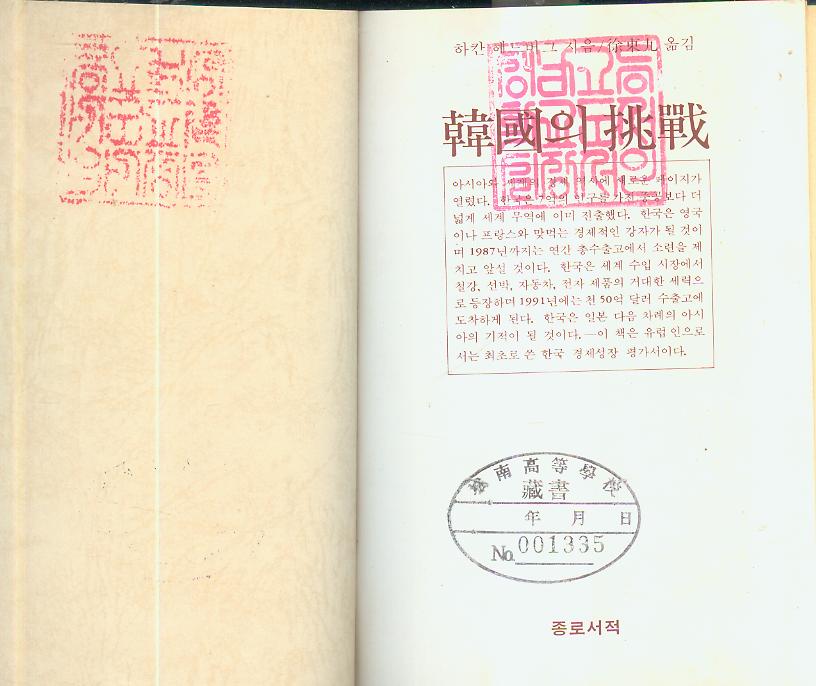 하칸 헤드버그 지음/徐東九 옮김
韓國의 挑戰
아시아와 세계의 경제 역사에 새로운 페이지가
열렸다. 한국은 7억의 인구를 가진 중공보다 더
넓게 세계 무역에 이미 진출했다. 한국은 영국
이나 프랑스와 맞먹는 경제적인 강자가 될 것이
며 1987년까지는 연간 총수출고에서 소련을 제
치고 앞설 것이다. 한국은 세계 수입 시장에서
철강, 선박, 자동차, 전자 제품의 거대한 세력으
로 등장하며 1991년에는 천 50억 달러 수출고에
도착하게 된다. 한국은 일본 다음 차례의 아시
아의 기적이 될 것이다.—이 책은 유럽인으로
서는 최초로 쓴 한국 경제성장 평가서이다.
南高等學校
藏書
年 月 日
No. 001335
종로서적